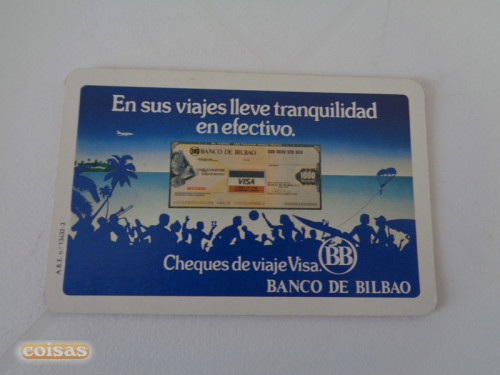 En sus viajes lleve tranquilidad
en efectivo.
BANCO DE BILBAO
VISA
1000
Cheques de viaje Visa.
BB
BANCO DE BILBAO
coisas